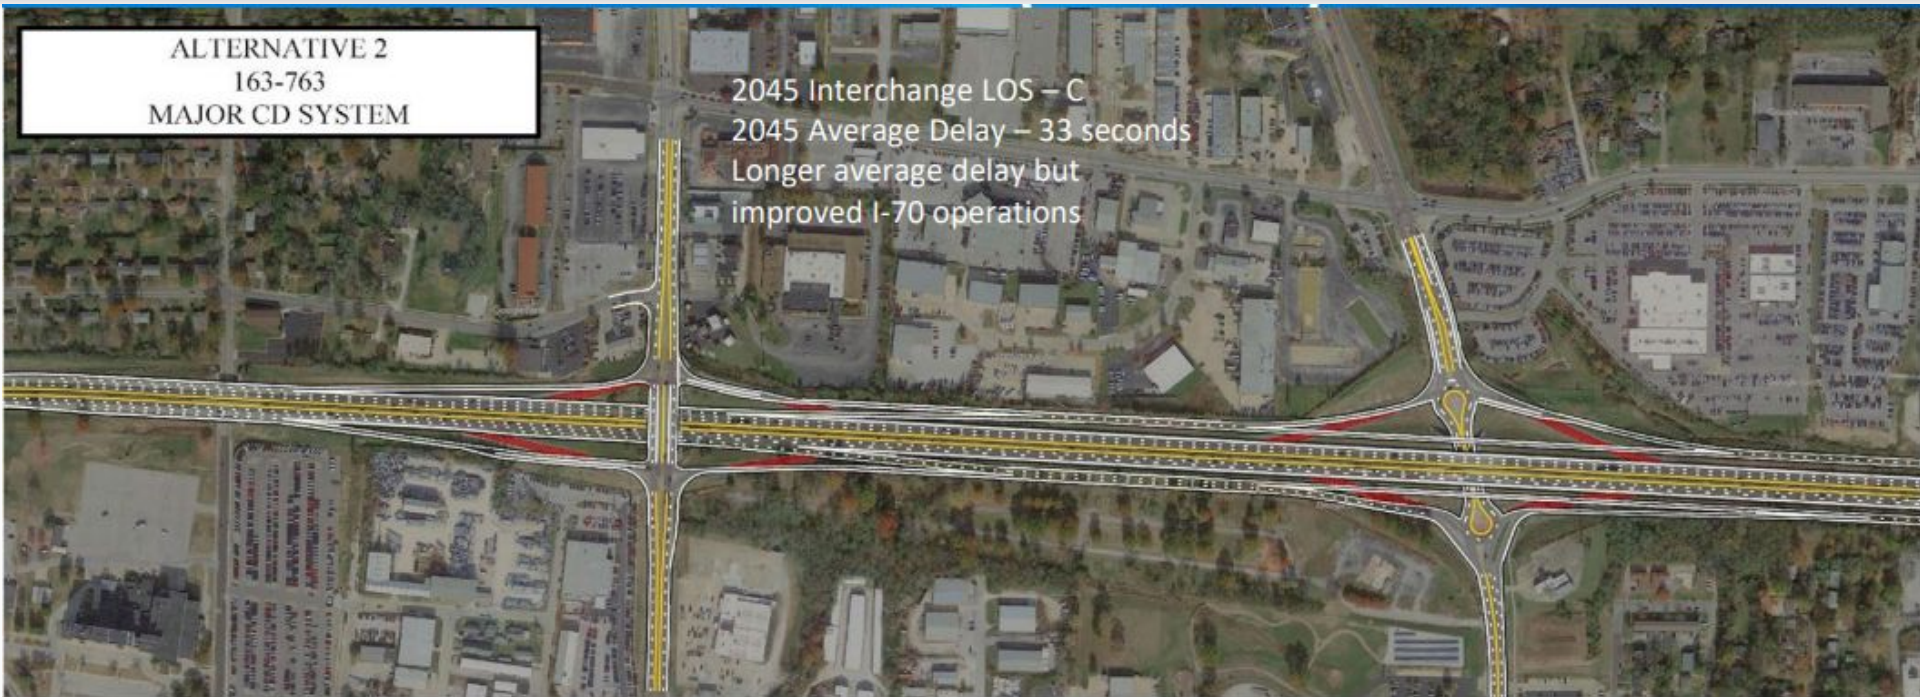 ALTERNATIVE 2
163-763
MAJOR CD SYSTEM
2045 Interchange LOS – C
2045 Average Delay – 33 seconds
Longer average delay but
improved I-70 operations